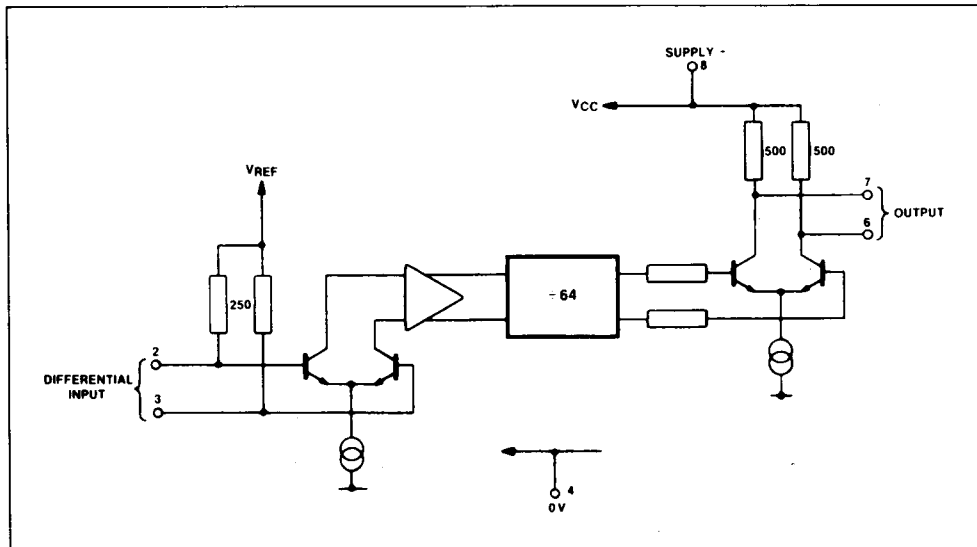 SUPPLY -
8
VCC
500 500
7
OUTPUT
6
VREF
250
÷64
2
DIFFERENTIAL
INPUT
3
4
0V